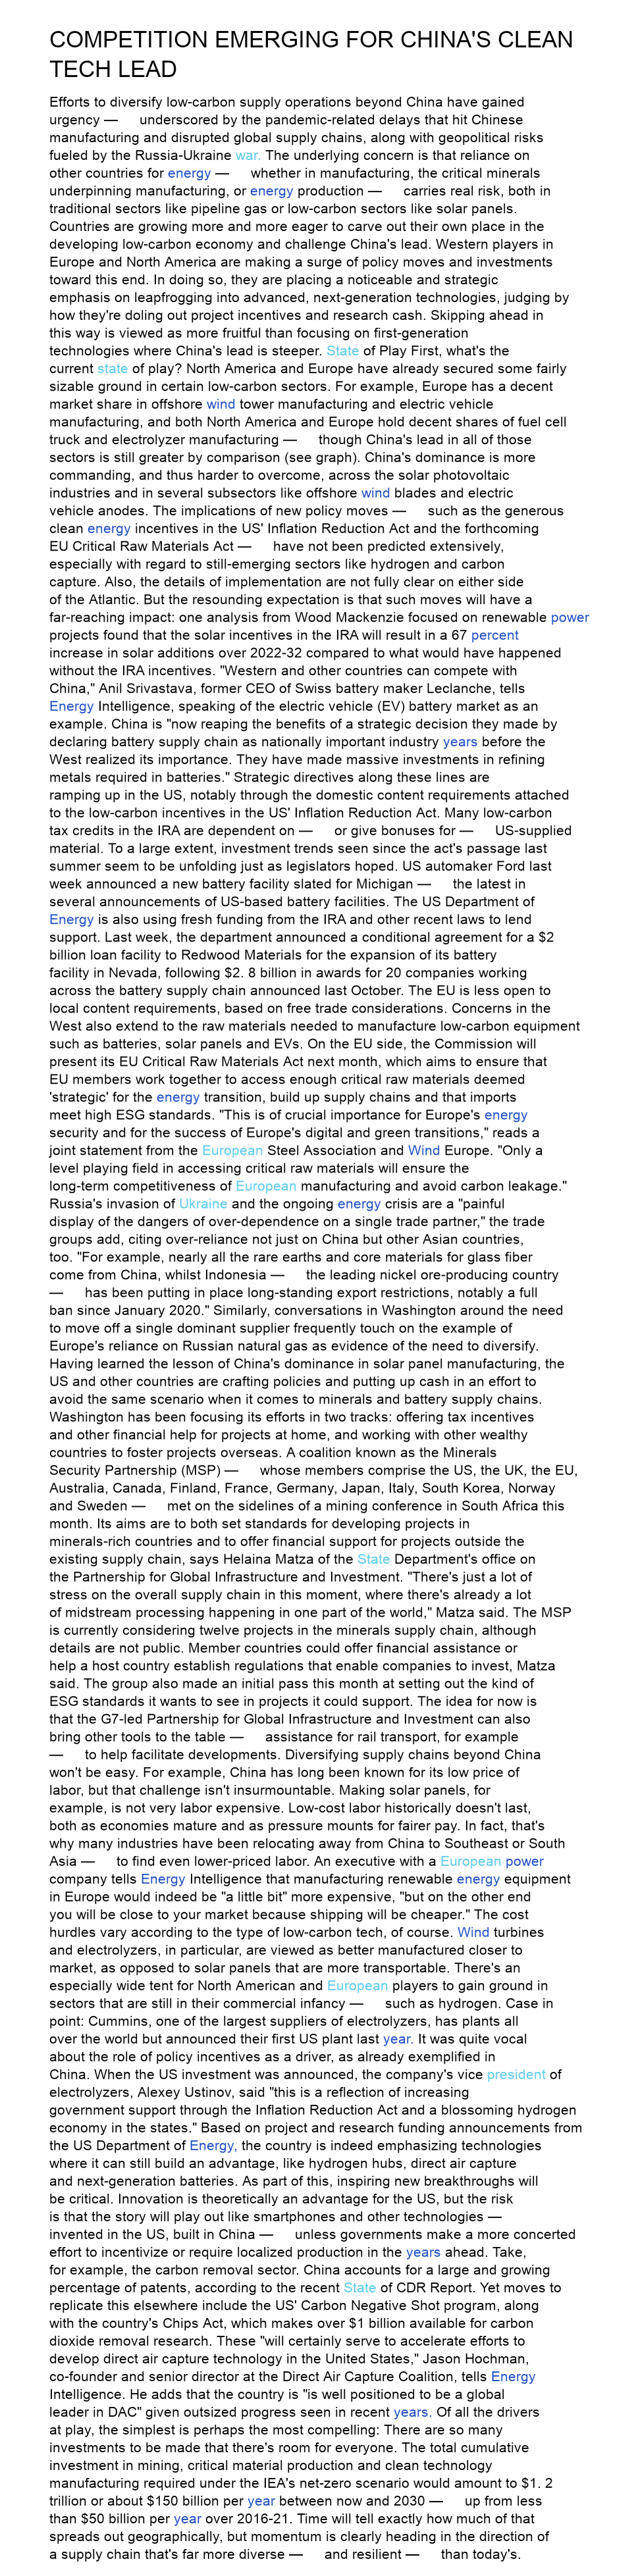 COMPETITION EMERGING FOR CHINA'S CLEAN
TECH LEAD
Efforts to diversify low-carbon supply operations beyond China have gained
urgency — underscored by the pandemic-related delays that hit Chinese
manufacturing and disrupted global supply chains, along with geopolitical risks
fueled by the Russia-Ukraine war. The underlying concern is that reliance on
other countries for energy — whether in manufacturing, the critical minerals
underpinning manufacturing, or energy production — carries real risk, both in
traditional sectors like pipeline gas or low-carbon sectors like solar panels.
Countries are growing more and more eager to carve out their own place in the
developing low-carbon economy and challenge China's lead. Western players in
Europe and North America are making a surge of policy moves and investments
toward this end. In doing so, they are placing a noticeable and strategic
emphasis on leapfrogging into advanced, next-generation technologies, judging by
how they're doling out project incentives and research cash. Skipping ahead in
this way is viewed as more fruitful than focusing on first-generation
technologies where China's lead is steeper. State of Play First, what's the
current state of play? North America and Europe have already secured some fairly
sizable ground in certain low-carbon sectors. For example, Europe has a decent
market share in offshore wind tower manufacturing and electric vehicle
manufacturing, and both North America and Europe hold decent shares of fuel cell
truck and electrolyzer manufacturing — though China's lead in all of those
sectors is still greater by comparison (see graph). China's dominance is more
commanding, and thus harder to overcome, across the solar photovoltaic
industries and in several subsectors like offshore wind blades and electric
vehicle anodes. The implications of new policy moves — such as the generous
clean energy incentives in the US' Inflation Reduction Act and the forthcoming
EU Critical Raw Materials Act — have not been predicted extensively,
especially with regard to still-emerging sectors like hydrogen and carbon
capture. Also, the details of implementation are not fully clear on either side
of the Atlantic. But the resounding expectation is that such moves will have a
far-reaching impact: one analysis from Wood Mackenzie focused on renewable power
projects found that the solar incentives in the IRA will result in a 67 percent
increase in solar additions over 2022-32 compared to what would have happened
without the IRA incentives. "Western and other countries can compete with
China," Anil Srivastava, former CEO of Swiss battery maker Leclanche, tells
Energy Intelligence, speaking of the electric vehicle (EV) battery market as an
example. China is "now reaping the benefits of a strategic decision they made by
declaring battery supply chain as nationally important industry years before the
West realized its importance. They have made massive investments in refining
metals required in batteries." Strategic directives along these lines are
ramping up in the US, notably through the domestic content requirements attached
to the low-carbon incentives in the US' Inflation Reduction Act. Many low-carbon
tax credits in the IRA are dependent on — or give bonuses for — US-supplied
material. To a large extent, investment trends seen since the act's passage last
summer seem to be unfolding just as legislators hoped. US automaker Ford last
week announced a new battery facility slated for Michigan — the latest in
several announcements of US-based battery facilities. The US Department of
Energy is also using fresh funding from the IRA and other recent laws to lend
support. Last week, the department announced a conditional agreement for a $2
billion loan facility to Redwood Materials for the expansion of its battery
facility in Nevada, following $2. 8 billion in awards for 20 companies working
across the battery supply chain announced last October. The EU is less open to
local content requirements, based on free trade considerations. Concerns in the
West also extend to the raw materials needed to manufacture low-carbon equipment
such as batteries, solar panels and EVs. On the EU side, the Commission will
present its EU Critical Raw Materials Act next month, which aims to ensure that
EU members work together to access enough critical raw materials deemed
'strategic' for the energy transition, build up supply chains and that imports
meet high ESG standards. "This is of crucial importance for Europe's energy
security and for the success of Europe's digital and green transitions," reads a
joint statement from the European Steel Association and Wind Europe. "Only a
level playing field in accessing critical raw materials will ensure the
long-term competitiveness of European manufacturing and avoid carbon leakage."
Russia's invasion of Ukraine and the ongoing energy crisis are a "painful
display of the dangers of over-dependence on a single trade partner," the trade
groups add, citing over-reliance not just on China but other Asian countries,
too. "For example, nearly all the rare earths and core materials for glass fiber
come from China, whilst Indonesia — the leading nickel ore-producing country
— has been putting in place long-standing export restrictions, notably a full
ban since January 2020." Similarly, conversations in Washington around the need
to move off a single dominant supplier frequently touch on the example of
Europe's reliance on Russian natural gas as evidence of the need to diversify.
Having learned the lesson of China's dominance in solar panel manufacturing, the
US and other countries are crafting policies and putting up cash in an effort to
avoid the same scenario when it comes to minerals and battery supply chains.
Washington has been focusing its efforts in two tracks: offering tax incentives
and other financial help for projects at home, and working with other wealthy
countries to foster projects overseas. A coalition known as the Minerals
Security Partnership (MSP) — whose members comprise the US, the UK, the EU,
Australia, Canada, Finland, France, Germany, Japan, Italy, South Korea, Norway
and Sweden — met on the sidelines of a mining conference in South Africa this
month. Its aims are to both set standards for developing projects in
minerals-rich countries and to offer financial support for projects outside the
existing supply chain, says Helaina Matza of the State Department's office on
the Partnership for Global Infrastructure and Investment. "There's just a lot of
stress on the overall supply chain in this moment, where there's already a lot
of midstream processing happening in one part of the world," Matza said. The MSP
is currently considering twelve projects in the minerals supply chain, although
details are not public. Member countries could offer financial assistance or
help a host country establish regulations that enable companies to invest, Matza
said. The group also made an initial pass this month at setting out the kind of
ESG standards it wants to see in projects it could support. The idea for now is
that the G7-led Partnership for Global Infrastructure and Investment can also
bring other tools to the table — assistance for rail transport, for example
— to help facilitate developments. Diversifying supply chains beyond China
won't be easy. For example, China has long been known for its low price of
labor, but that challenge isn't insurmountable. Making solar panels, for
example, is not very labor expensive. Low-cost labor historically doesn't last,
both as economies mature and as pressure mounts for fairer pay. In fact, that's
why many industries have been relocating away from China to Southeast or South
Asia — to find even lower-priced labor. An executive with a European power
company tells Energy Intelligence that manufacturing renewable energy equipment
in Europe would indeed be "a little bit" more expensive, "but on the other end
you will be close to your market because shipping will be cheaper." The cost
hurdles vary according to the type of low-carbon tech, of course. Wind turbines
and electrolyzers, in particular, are viewed as better manufactured closer to
market, as opposed to solar panels that are more transportable. There's an
especially wide tent for North American and European players to gain ground in
sectors that are still in their commercial infancy — such as hydrogen. Case in
point: Cummins, one of the largest suppliers of electrolyzers, has plants all
over the world but announced their first US plant last year. It was quite vocal
about the role of policy incentives as a driver, as already exemplified in
China. When the US investment was announced, the company's vice president of
electrolyzers, Alexey Ustinov, said "this is a reflection of increasing
government support through the Inflation Reduction Act and a blossoming hydrogen
economy in the states." Based on project and research funding announcements from
the US Department of Energy, the country is indeed emphasizing technologies
where it can still build an advantage, like hydrogen hubs, direct air capture
and next-generation batteries. As part of this, inspiring new breakthroughs will
be critical. Innovation is theoretically an advantage for the US, but the risk
is that the story will play out like smartphones and other technologies —
invented in the US, built in China — unless governments make a more concerted
effort to incentivize or require localized production in the years ahead. Take,
for example, the carbon removal sector. China accounts for a large and growing
percentage of patents, according to the recent State of CDR Report. Yet moves to
replicate this elsewhere include the US' Carbon Negative Shot program, along
with the country's Chips Act, which makes over $1 billion available for carbon
dioxide removal research. These "will certainly serve to accelerate efforts to
develop direct air capture technology in the United States," Jason Hochman,
co-founder and senior director at the Direct Air Capture Coalition, tells Energy
Intelligence. He adds that the country is "is well positioned to be a global
leader in DAC" given outsized progress seen in recent years. Of all the drivers
at play, the simplest is perhaps the most compelling: There are so many
investments to be made that there's room for everyone. The total cumulative
investment in mining, critical material production and clean technology
manufacturing required under the IEA's net-zero scenario would amount to $1. 2
trillion or about $150 billion per year between now and 2030 — up from less
than $50 billion per year over 2016-21. Time will tell exactly how much of that
spreads out geographically, but momentum is clearly heading in the direction of
a supply chain that's far more diverse — and resilient — than today's.